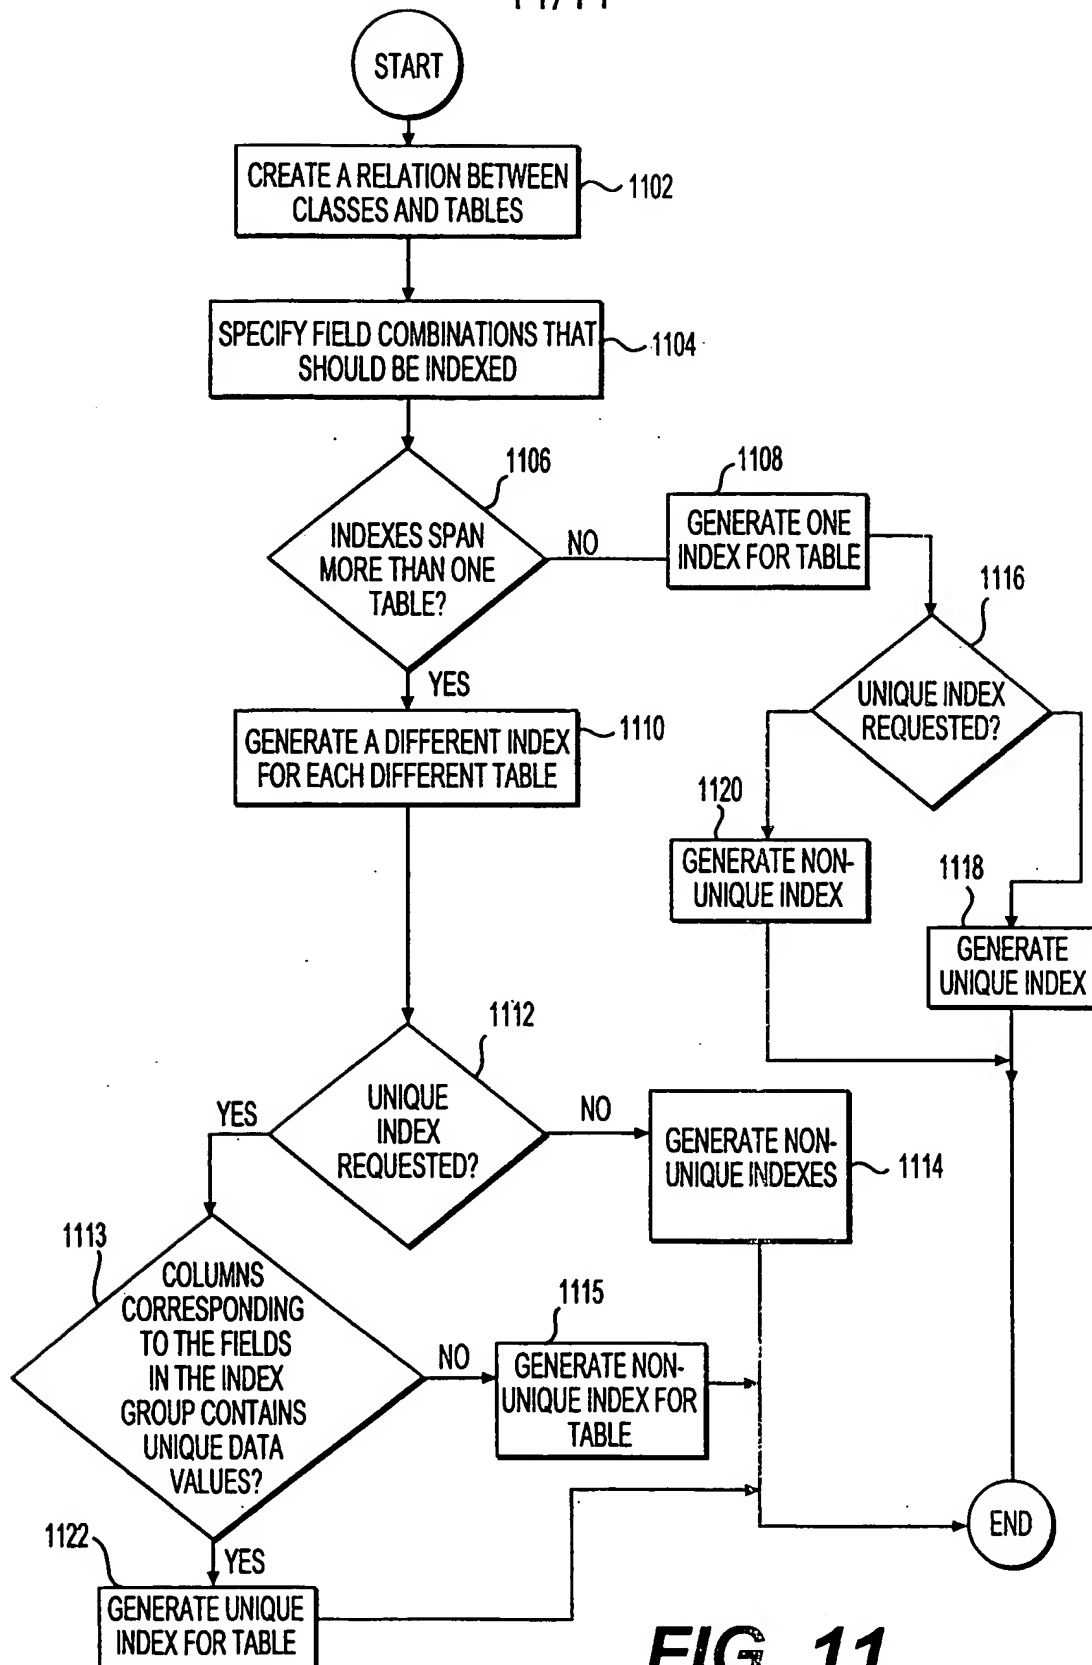 START
CREATE A RELATION BETWEEN
CLASSES AND TABLES
1102
SPECIFY FIELD COMBINATIONS THAT
SHOULD BE INDEXED
1104
1106
INDEXES SPAN
MORE THAN ONE
TABLE?
NO
1108
GENERATE ONE
INDEX FOR TABLE
1116
UNIQUE INDEX
REQUESTED?
YES
GENERATE A DIFFERENT INDEX
FOR EACH DIFFERENT TABLE
1110
1120
GENERATE NON-
UNIQUE INDEX
1118
GENERATE
UNIQUE INDEX
1112
UNIQUE
INDEX
REQUESTED?
YES
NO
GENERATE NON-
UNIQUE INDEXES
1114
1113
COLUMNS
CORRESPONDING
TO THE FIELDS
IN THE INDEX
GROUP CONTAINS
UNIQUE DATA
VALUES?
NO
1115
GENERATE NON-
UNIQUE INDEX FOR
TABLE
END
1122
YES
GENERATE UNIQUE
INDEX FOR TABLE
FIG. 11